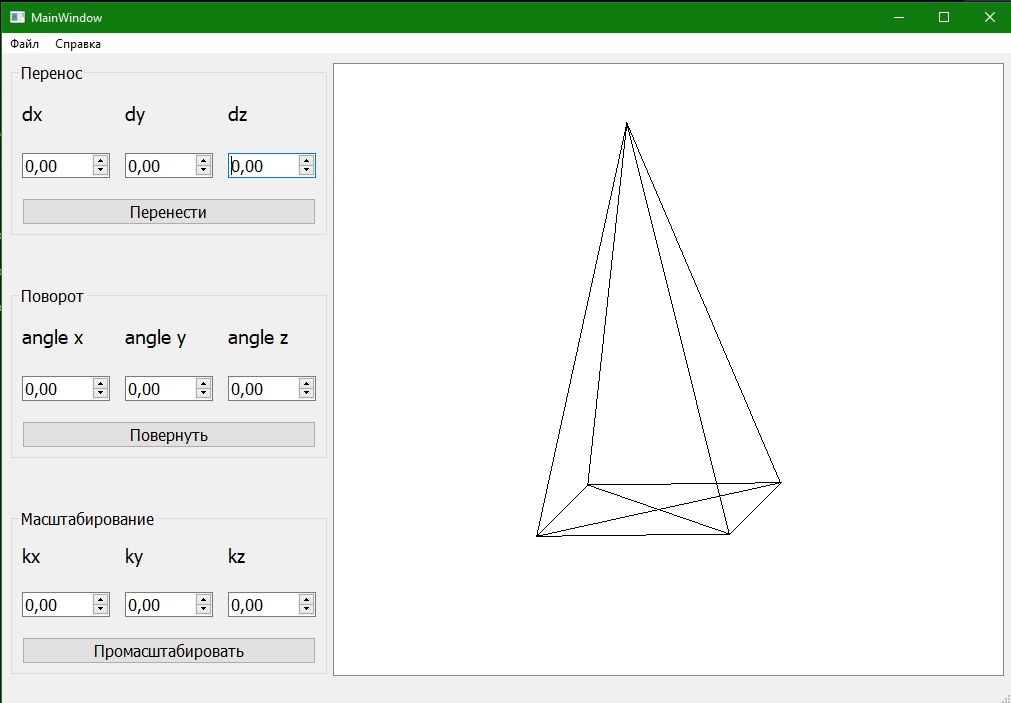 MainWindow
Файл Справка
Перенос
dx dy dz
0,00 0,00 0,00
Перенести
Поворот
angle x angle y angle z
0,00 0,00 0,00
Повернуть
Масштабирование
kx ky kz
0,00 0,00 0,00
Промасштабировать